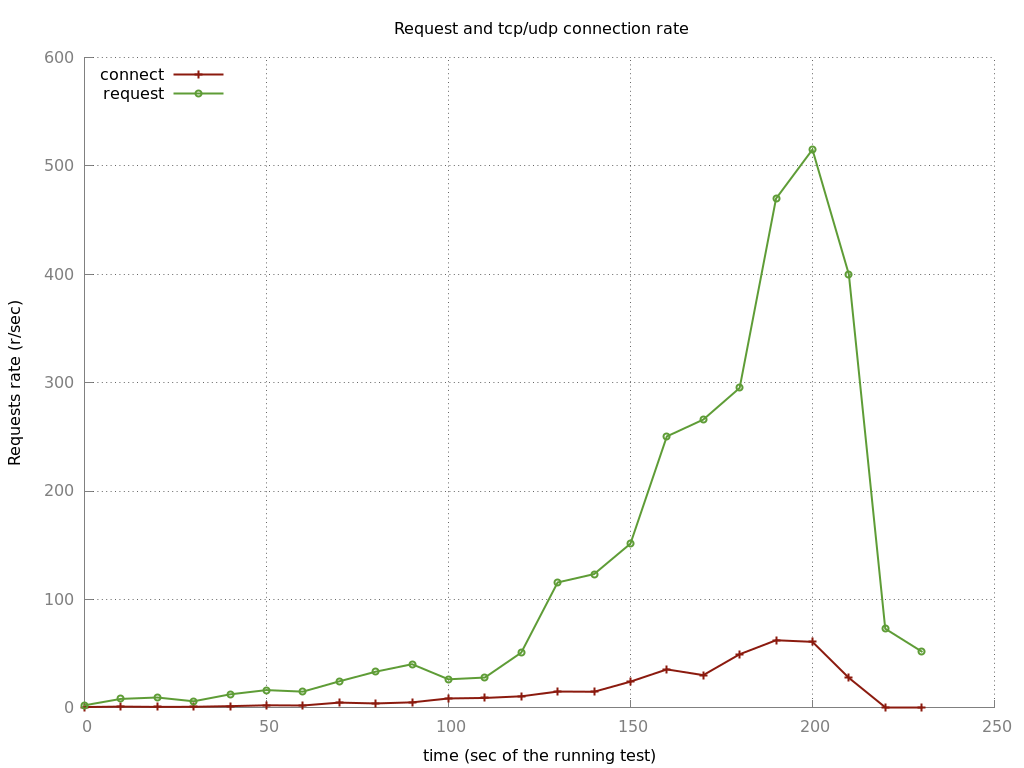 Request and tcp/udp connection rate
600
connect
request
500
400
300
200
100
0
Requests rate (r/sec)
0 50 100 150 200 250
time (sec of the running test)